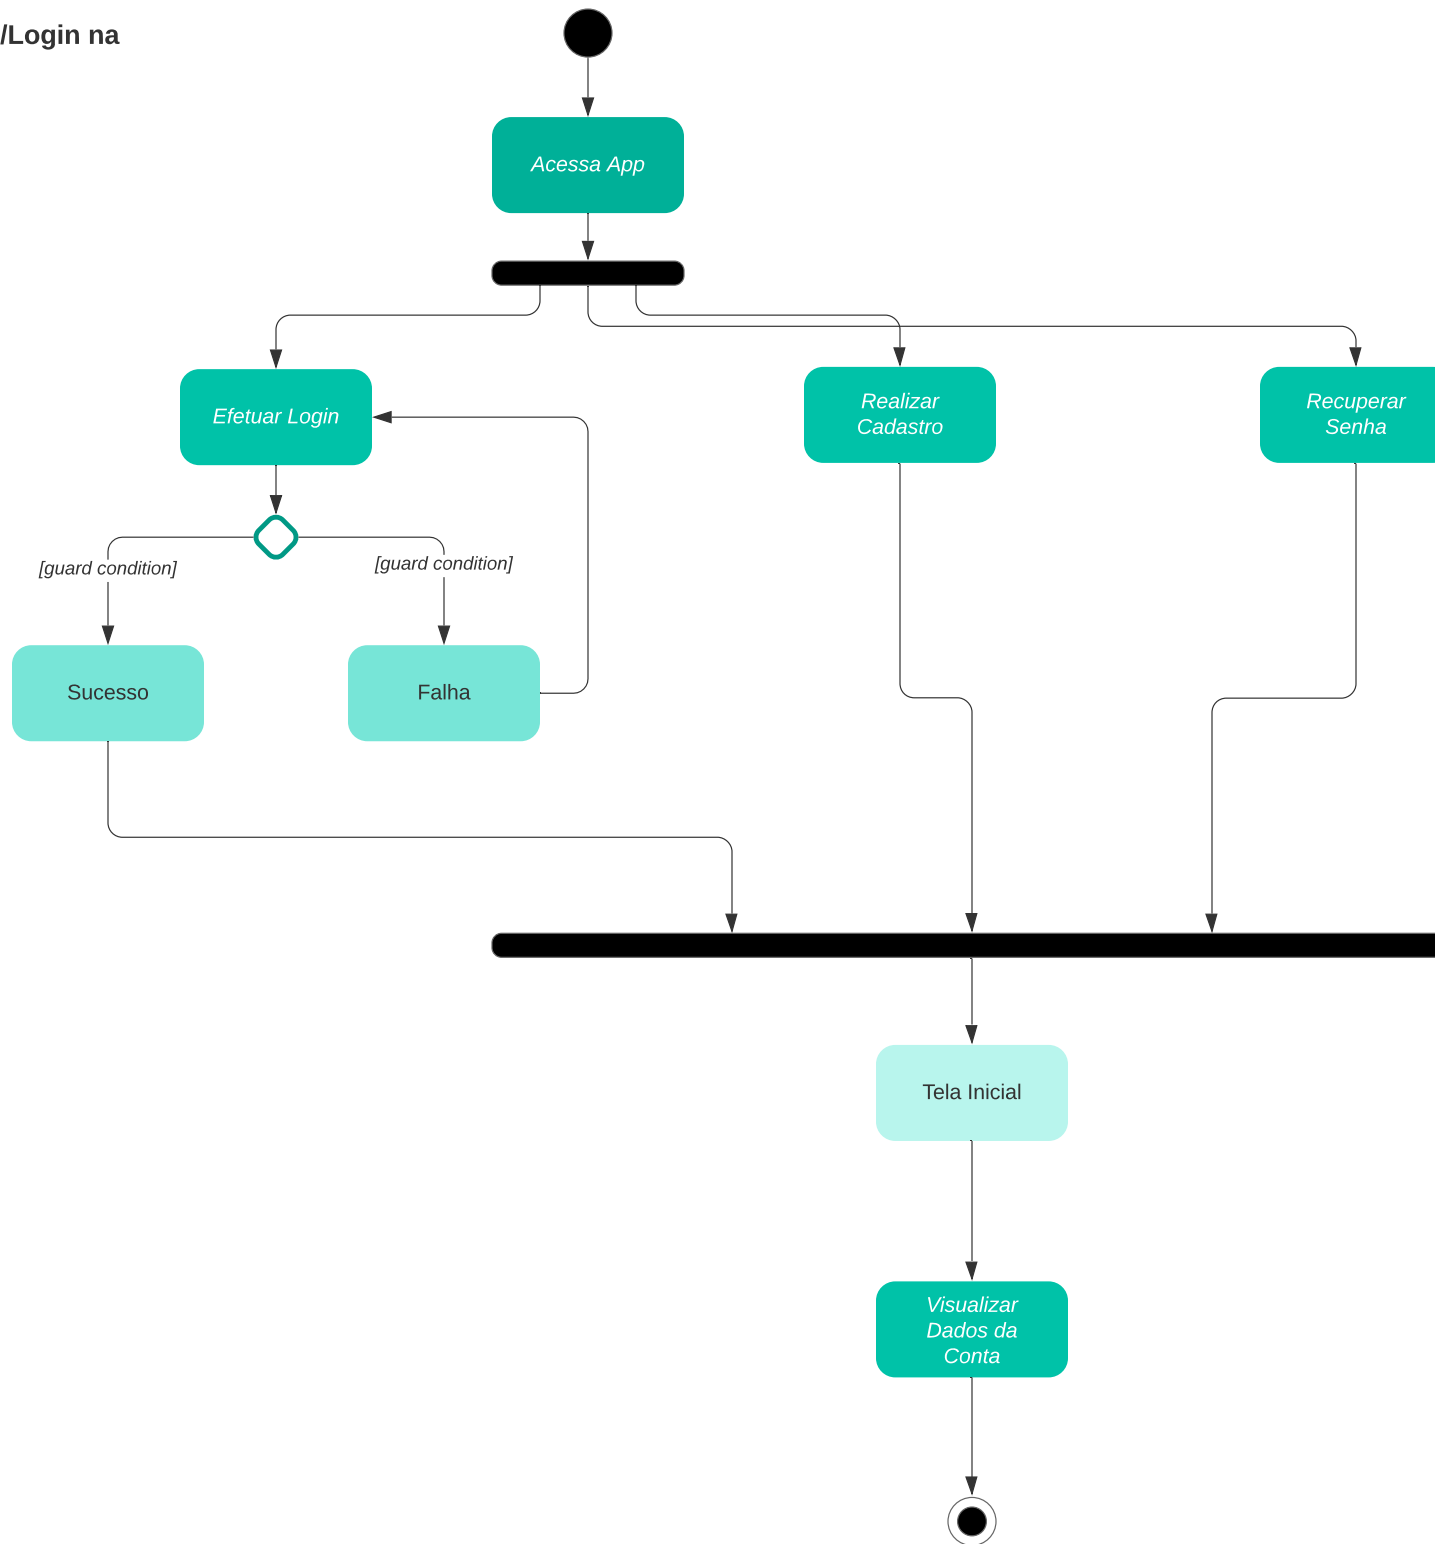 /Login na
Acessa App
Efetuar Login
Realizar
Cadastro
Recuperar
Senha
[guard condition]
[guard condition]
Sucesso
Falha
Tela Inicial
Visualizar
Dados da
Conta